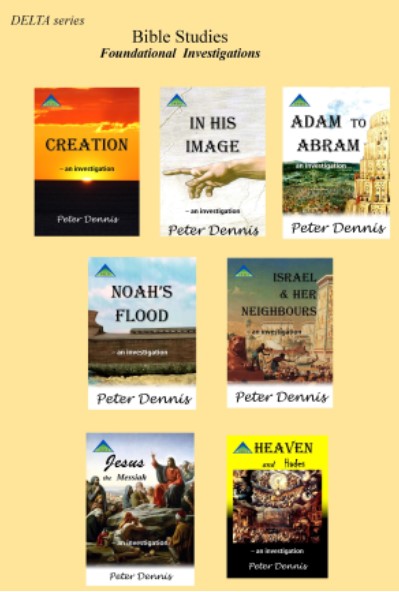 DELTA series
Bible Studies
Foundational Investigations
CREATION
– an investigation
Peter Dennis
IN HIS
IMAGE
– an investigation
Peter Dennis
ADAM TO
ABRAM
an investigation
Peter Dennis
NOAH'S
FLOOD
– an investigation
Peter Dennis
ISRAEL
& HER
NEIGHBOURS
– an investigation
Peter Dennis
Jesus
the Messiah
– an investigation
Peter Dennis
HEAVEN
and Hades
– an investigation
Peter Dennis